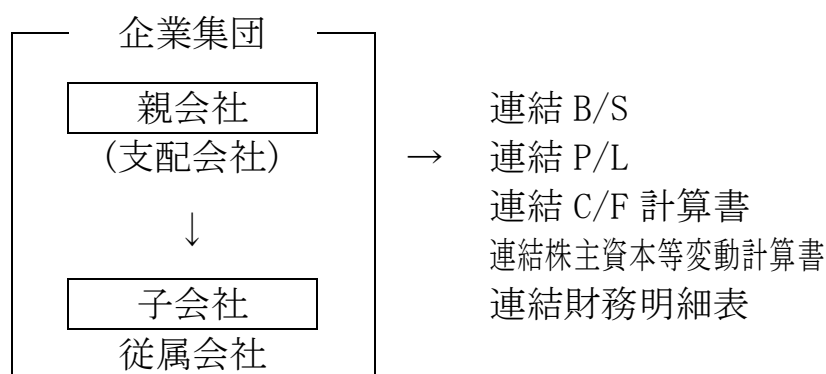 企業集団
親会社
(支配会社)
↓
子会社
従属会社
→
連結 B/S
連結 P/L
連結 C/F 計算書
連結株主資本等変動計算書
連結財務明細表